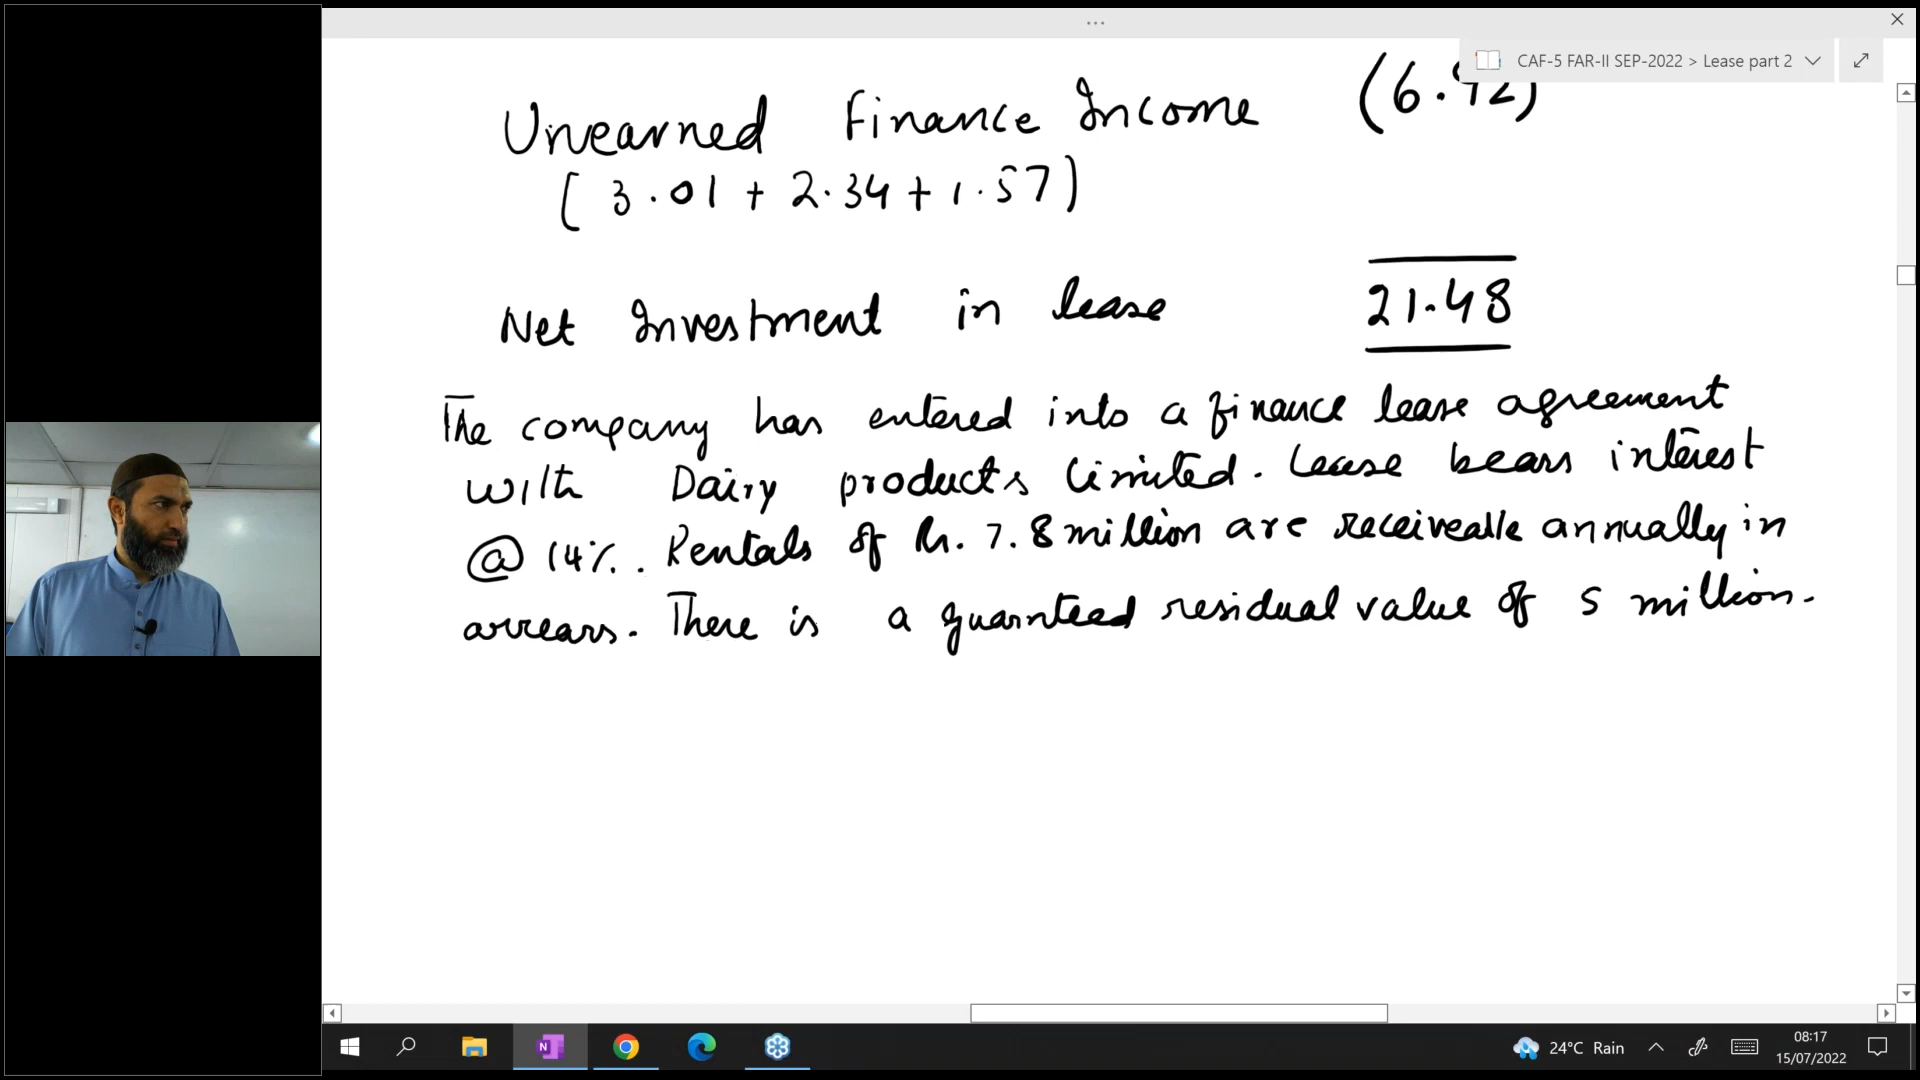 CAF-5 FAR-II SEP-2022 > Lease part 2
Unearned Finance Income (6.92)
[3.01 + 2.34 + 1.57)
Net Investment in lease 21.48
The company has entered into a finance lease agreement
with Dairy products limited. Lease bears interest
@ 14%. Rentals of Rs. 7.8 million are receiveable annually in
arrears. There is a guarnteed residual value of 5 million.
24°C Rain
08:17
15/07/2022